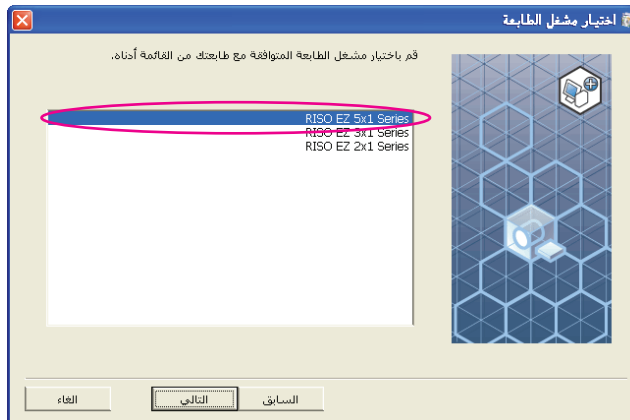 اختيار مشغل الطابعة
قم باختيار مشغل الطابعة المتوافقة مع طابعتك من القائمة أدناه.
RISO EZ 5x1 Series
RISO EZ 3x1 Series
RISO EZ 2x1 Series
السابق
التالي
الغاء